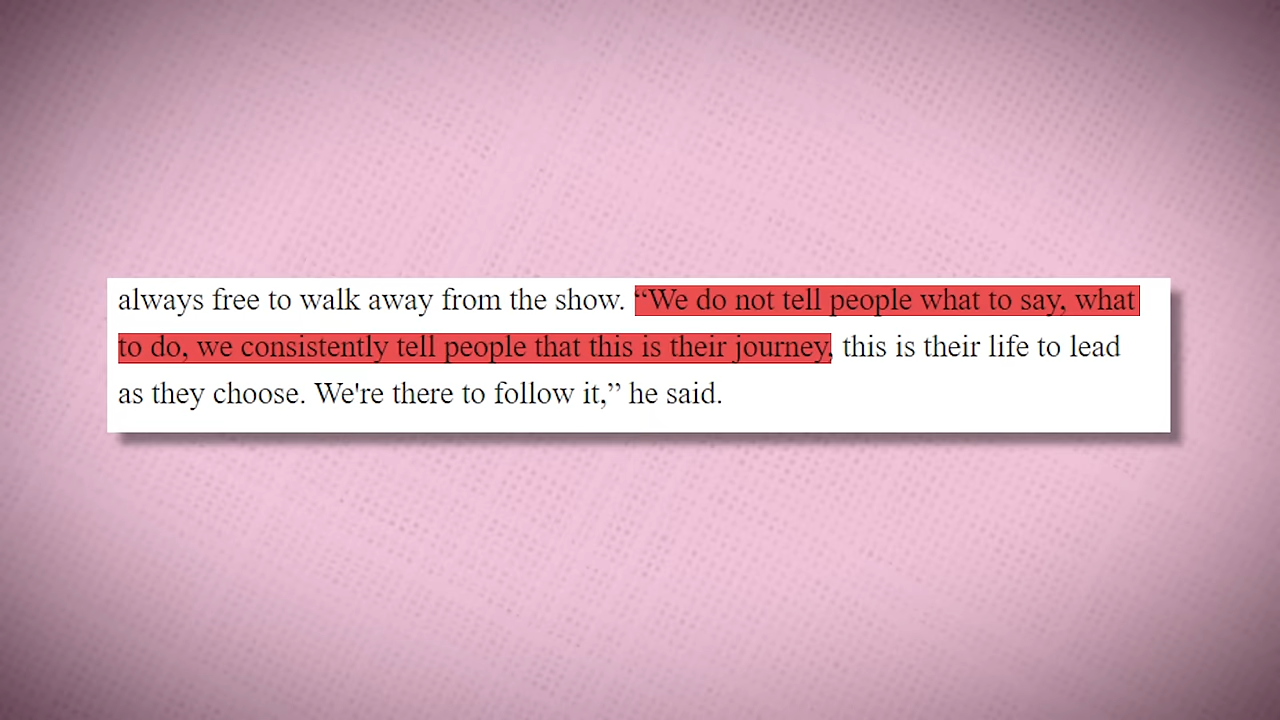 always free to walk away from the show. “We do not tell people what to say, what
to do, we consistently tell people that this is their journey, this is their life to lead
as they choose. We're there to follow it,” he said.